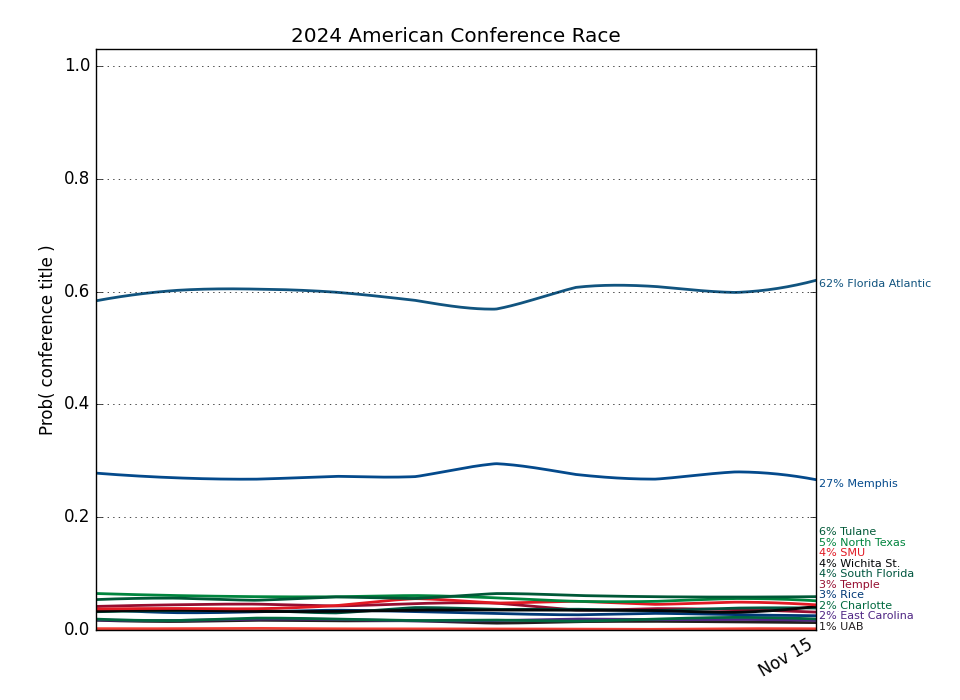 2024 American Conference Race
1.0
0.8
0.6
0.4
0.2
0.0
Prob( conference title )
62% Florida Atlantic
27% Memphis
6% Tulane
5% North Texas
4% SMU
4% Wichita St.
4% South Florida
3% Temple
3% Rice
2% Charlotte
2% East Carolina
1% UAB
Nov 15